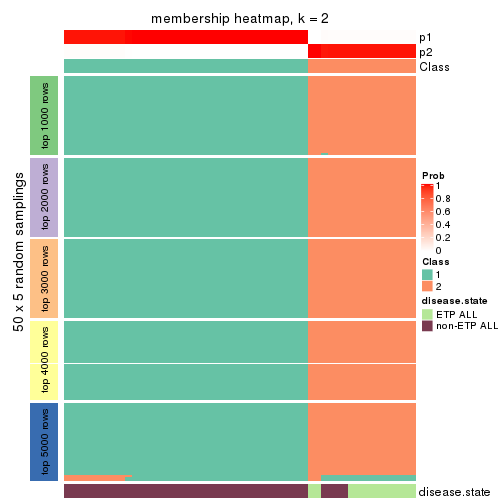 membership heatmap, k = 2
p1
p2
Class
50 x 5 random samplings
top 1000 rows
top 2000 rows
top 3000 rows
top 4000 rows
top 5000 rows
disease.state
Prob
1
0.8
0.6
0.4
0.2
0
Class
1
2
disease.state
ETP ALL
non-ETP ALL